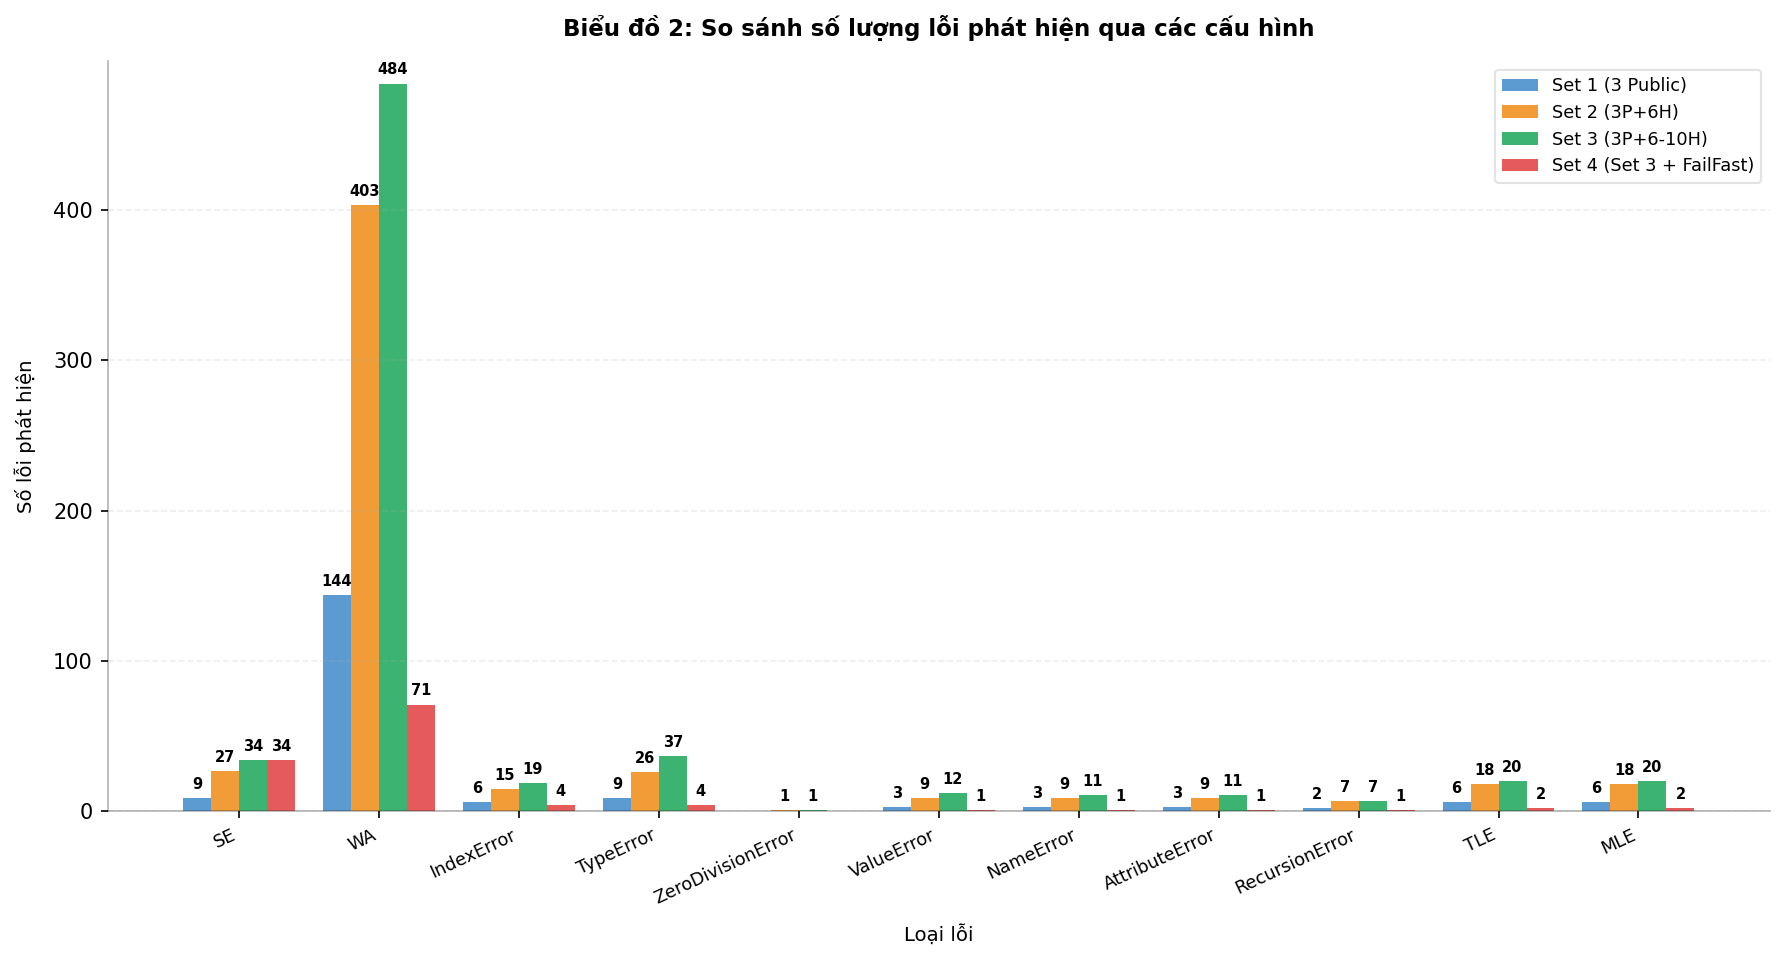 Biểu đồ 2: So sánh số lượng lỗi phát hiện qua các cấu hình
Set 1 (3 Public)
Set 2 (3P+6H)
Set 3 (3P+6-10H)
Set 4 (Set 3 + FailFast)
Số lỗi phát hiện
400
300
200
100
0
9 27 34 34
144 403 484 71
6 15 19 4
9 26 37 4
1 1
3 9 12 1
3 9 11 1
3 9 11 1
2 7 7 1
6 18 20 2
6 18 20 2
SE
WA
IndexError
TypeError
ZeroDivisionError
ValueError
NameError
AttributeError
RecursionError
TLE
MLE
Loại lỗi